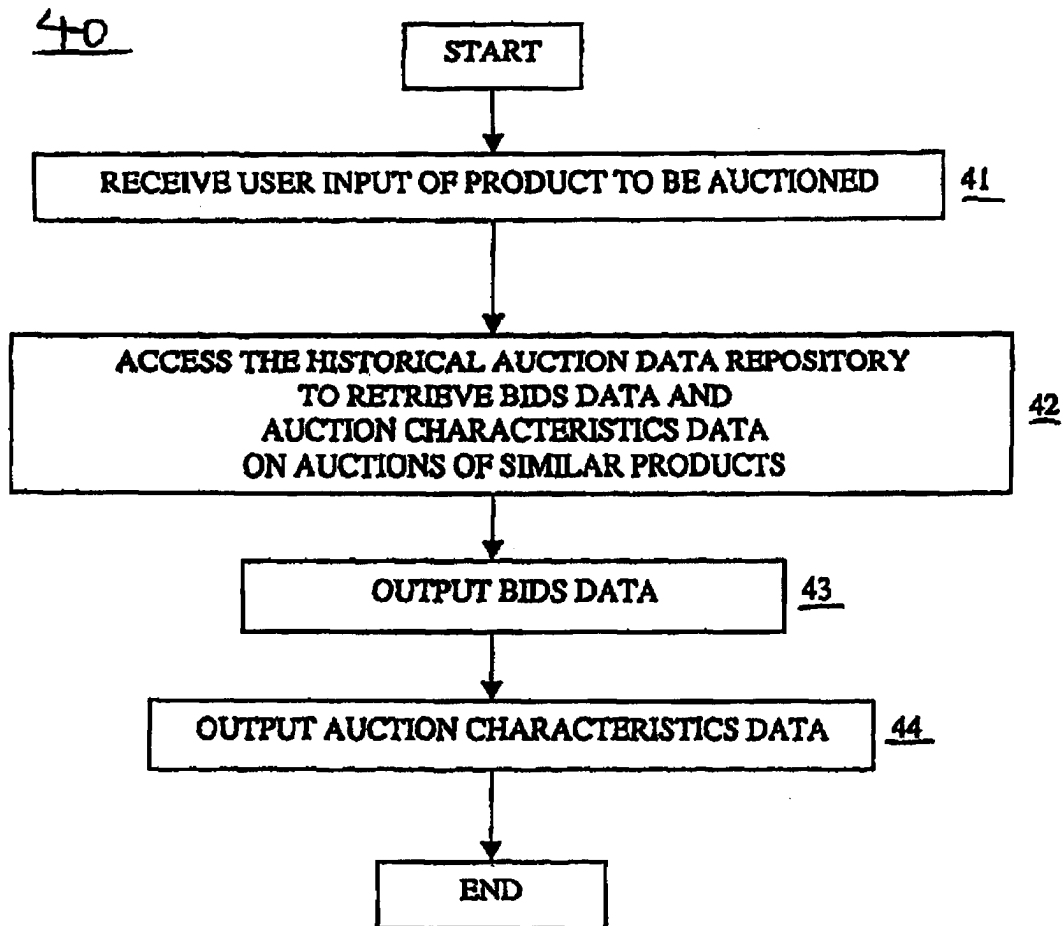 40
START
RECEIVE USER INPUT OF PRODUCT TO BE AUCTIONED
41
ACCESS THE HISTORICAL AUCTION DATA REPOSITORY
TO RETRIEVE BIDS DATA AND
AUCTION CHARACTERISTICS DATA
ON AUCTIONS OF SIMILAR PRODUCTS
42
OUTPUT BIDS DATA
43
OUTPUT AUCTION CHARACTERISTICS DATA
44
END